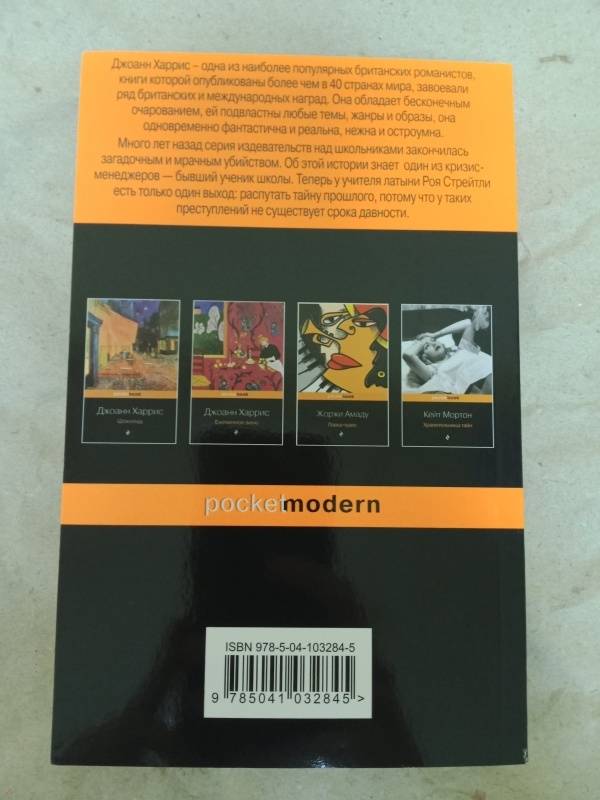 Джоанн Харрис – одна из наиболее популярных британских романистов,
книги которой опубликованы более чем в 40 странах мира, завоевали
ряд британских и международных наград. Она обладает бесконечным
очарованием, ей подвластны любые темы, жанры и образы, она
одновременно фантастична и реальна, нежна и остроумна.
Много лет назад серия издевательств над школьниками закончилась
загадочным и мрачным убийством. Об этой истории знает один из кризис-
менеджеров — бывший ученик школы. Теперь у учителя латыни Роя Стрейтли
есть только один выход: распутать тайну прошлого, потому что у таких
преступлений не существует срока давности.
Джоанн Харрис
Шоколад
Джоанн Харрис
Ежевичное вино
Жоржи Амаду
Лавка чудес
Кейт Мортон
Хранительница тайн
pocketmodern
ISBN 978-5-04-103284-5
9 785041 032845 >